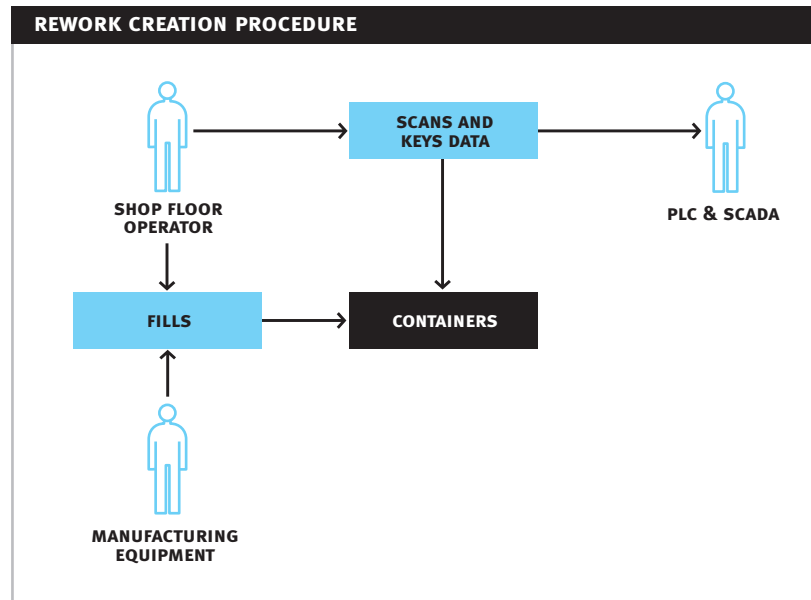 REWORK CREATION PROCEDURE
SCANS AND
KEYS DATA
SHOP FLOOR
OPERATOR
PLC & SCADA
FILLS
CONTAINERS
MANUFACTURING
EQUIPMENT